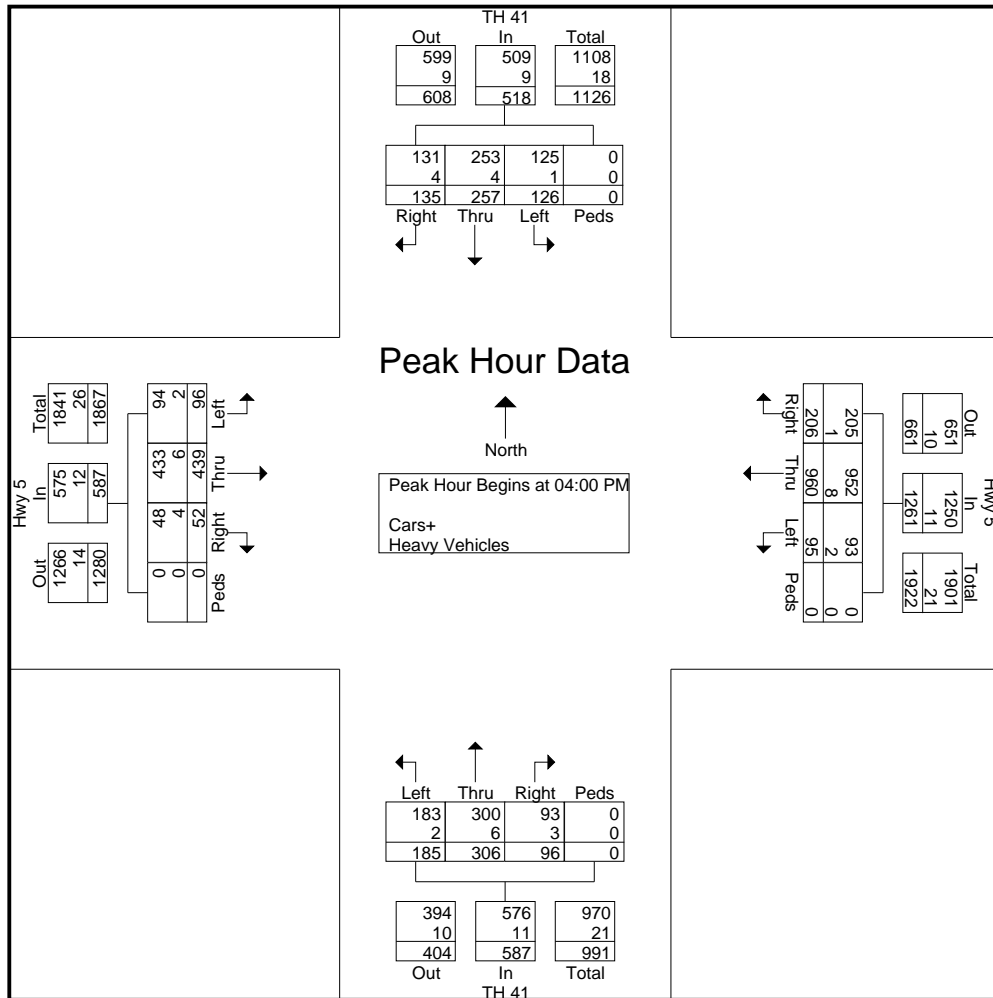 TH 41
Out In Total
599 509 1108
9 9 18
608 518 1126
131 253 125 0
4 4 1 0
135 257 126 0
Right Thru Left Peds
Peak Hour Data
North
Peak Hour Begins at 04:00 PM
Cars+
Heavy Vehicles
Hwy 5
Out In Total
1266 575 1841
14 12 26
1280 587 1867
Left Thru Right Peds
94 433 48 0
2 6 4 0
96 439 52 0
Hwy 5
Out In Total
651 1250 1901
10 11 21
661 1261 1922
205 952 93 0
1 8 2 0
206 960 95 0
Right Thru Left Peds
Left Thru Right Peds
183 300 93 0
2 6 3 0
185 306 96 0
394 576 970
10 11 21
404 587 991
Out In Total
TH 41